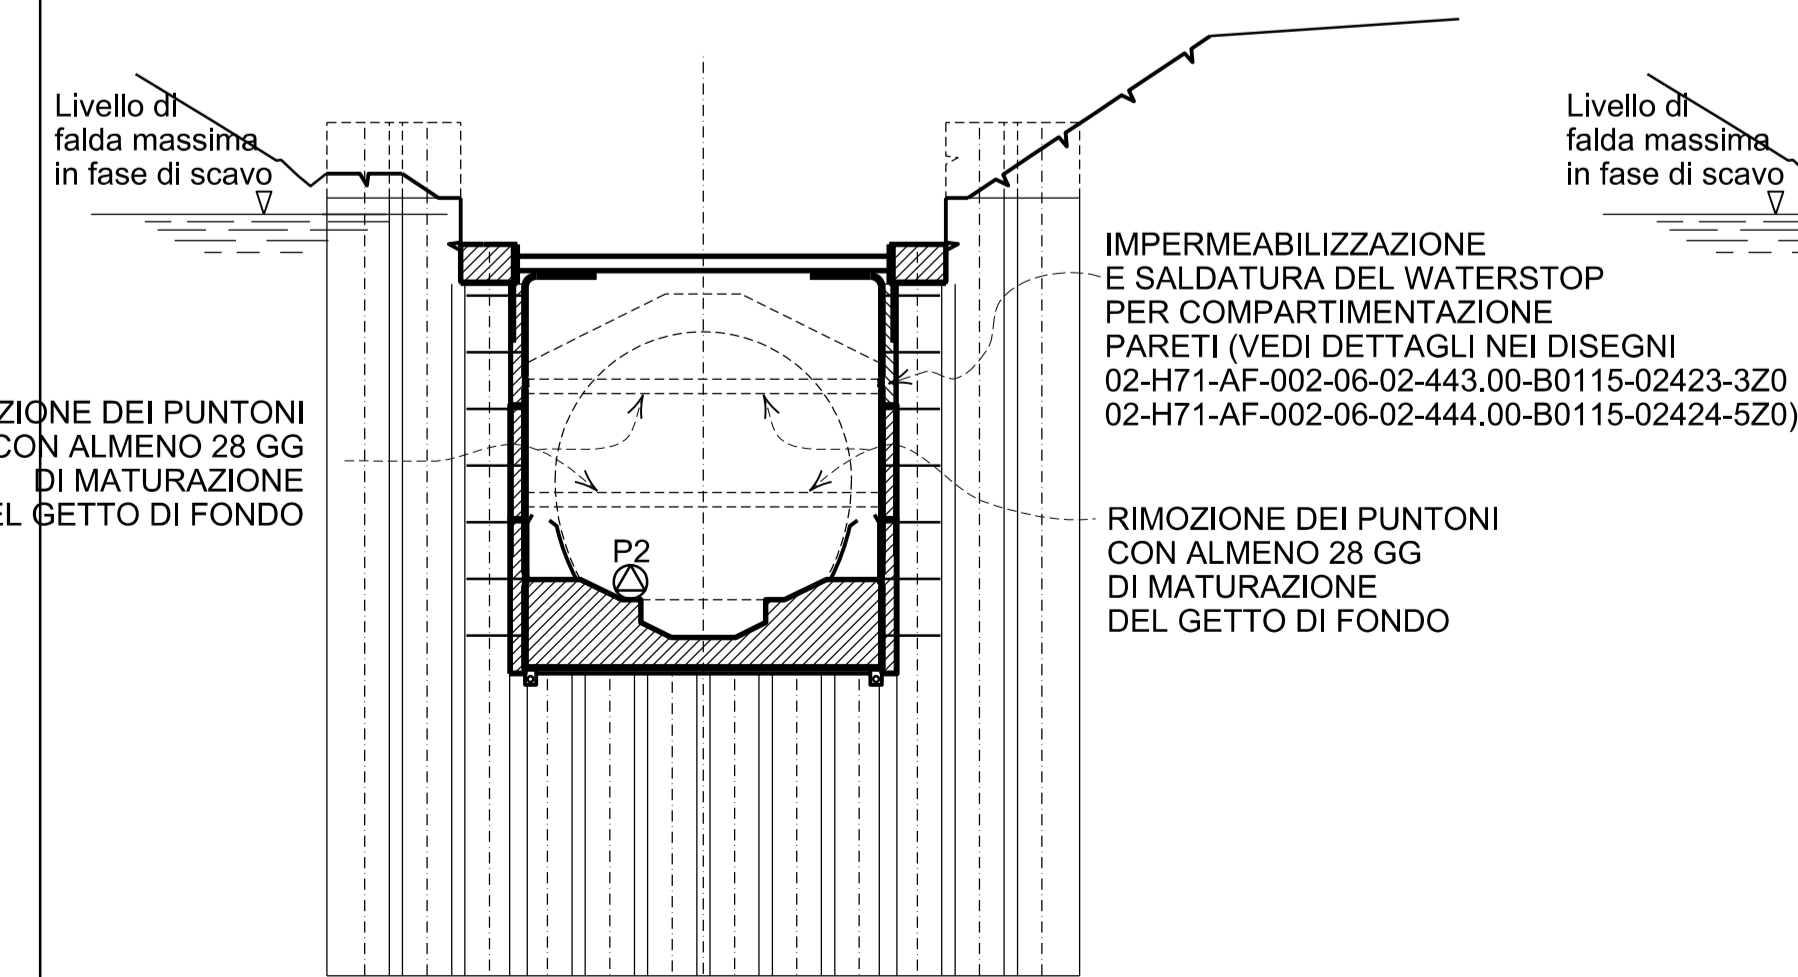 Livello di
falda massima
in fase di scavo
Livello di
falda massima
in fase di scavo
IMPERMEABILIZZAZIONE
E SALDATURA DEL WATERSTOP
PER COMPARTIMENTAZIONE
PARETI (VEDI DETTAGLI NEI DISEGNI
02-H71-AF-002-06-02-443.00-B0115-02423-3Z0
02-H71-AF-002-06-02-444.00-B0115-02424-5Z0)
ZIONE DEI PUNTONI
CON ALMENO 28 GG
DI MATURAZIONE
EL GETTO DI FONDO
P2
RIMOZIONE DEI PUNTONI
CON ALMENO 28 GG
DI MATURAZIONE
DEL GETTO DI FONDO